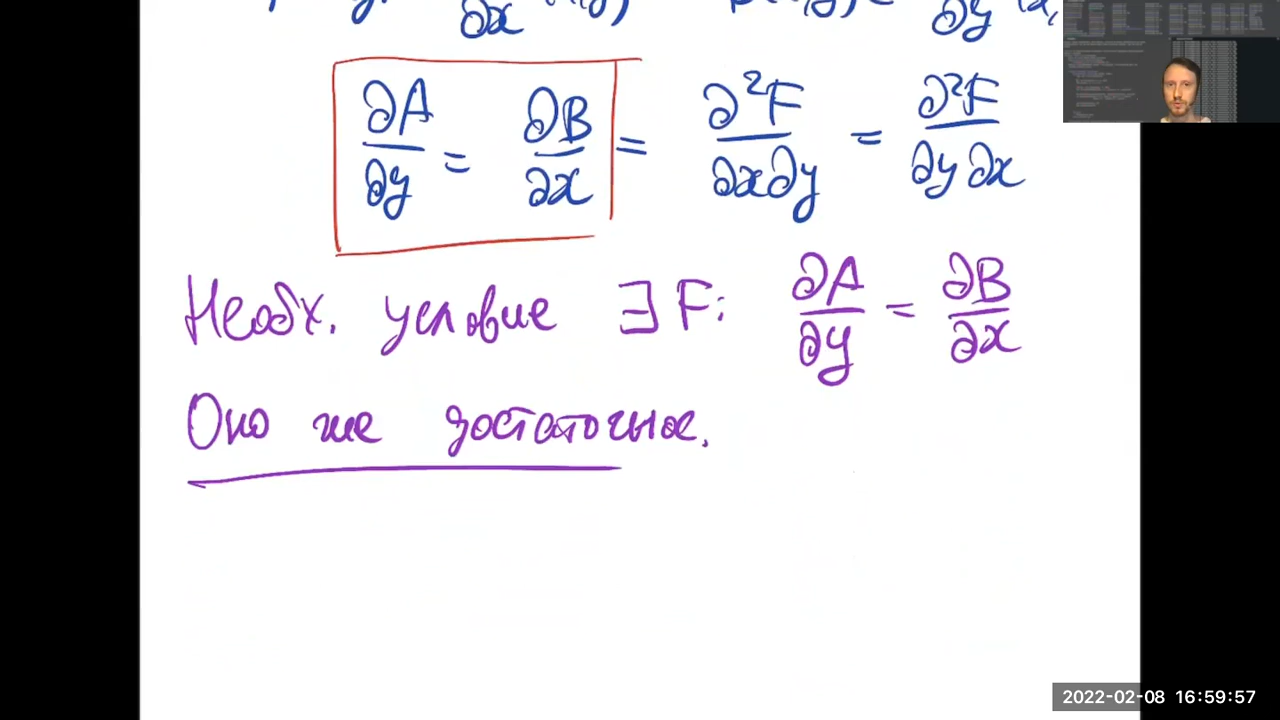 ∂x ∂y
∂A/∂y = ∂B/∂x = ∂²F/∂x∂y = ∂²F/∂y∂x
Необх. условие ∃ F: ∂A/∂y = ∂B/∂x
Оно же достаточное.
2022-02-08 16:59:57